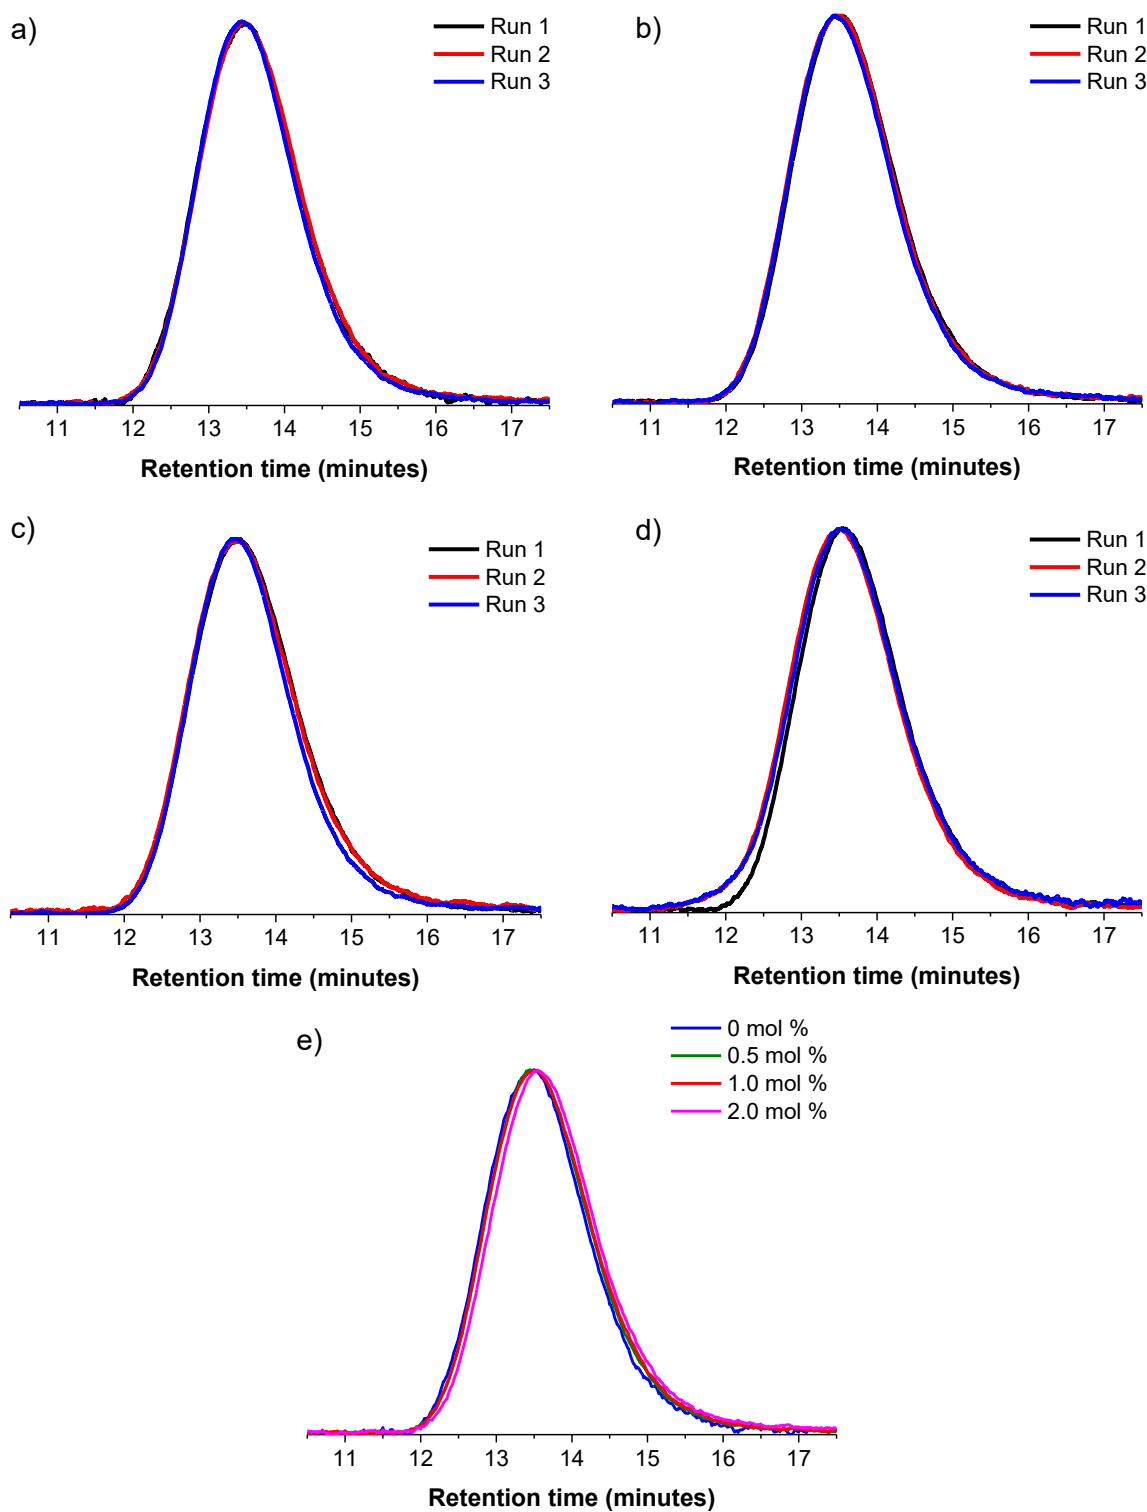 a)
Run 1
Run 2
Run 3
11 12 13 14 15 16 17
Retention time (minutes)
b)
Run 1
Run 2
Run 3
11 12 13 14 15 16 17
Retention time (minutes)
c)
Run 1
Run 2
Run 3
11 12 13 14 15 16 17
Retention time (minutes)
d)
Run 1
Run 2
Run 3
11 12 13 14 15 16 17
Retention time (minutes)
e)
0 mol %
0.5 mol %
1.0 mol %
2.0 mol %
11 12 13 14 15 16 17
Retention time (minutes)